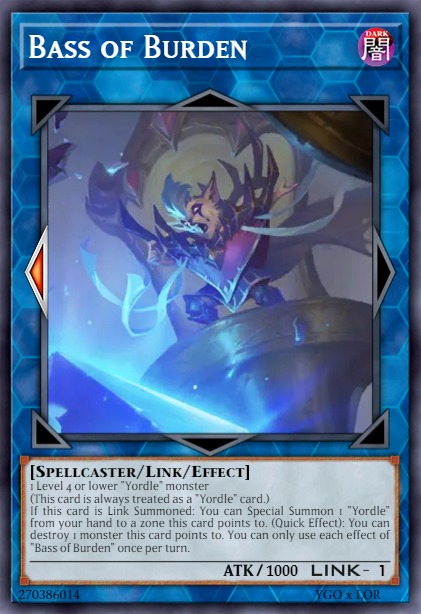 Bass of Burden
DARK
闇
[Spellcaster/Link/Effect]
1 Level 4 or lower "Yordle" monster
(This card is always treated as a "Yordle" card.)
If this card is Link Summoned: You can Special Summon 1 "Yordle"
from your hand to a zone this card points to. (Quick Effect): You can
destroy 1 monster this card points to. You can only use each effect of
"Bass of Burden" once per turn.
ATK / 1000 LINK- 1
270386014 YGO x LOR